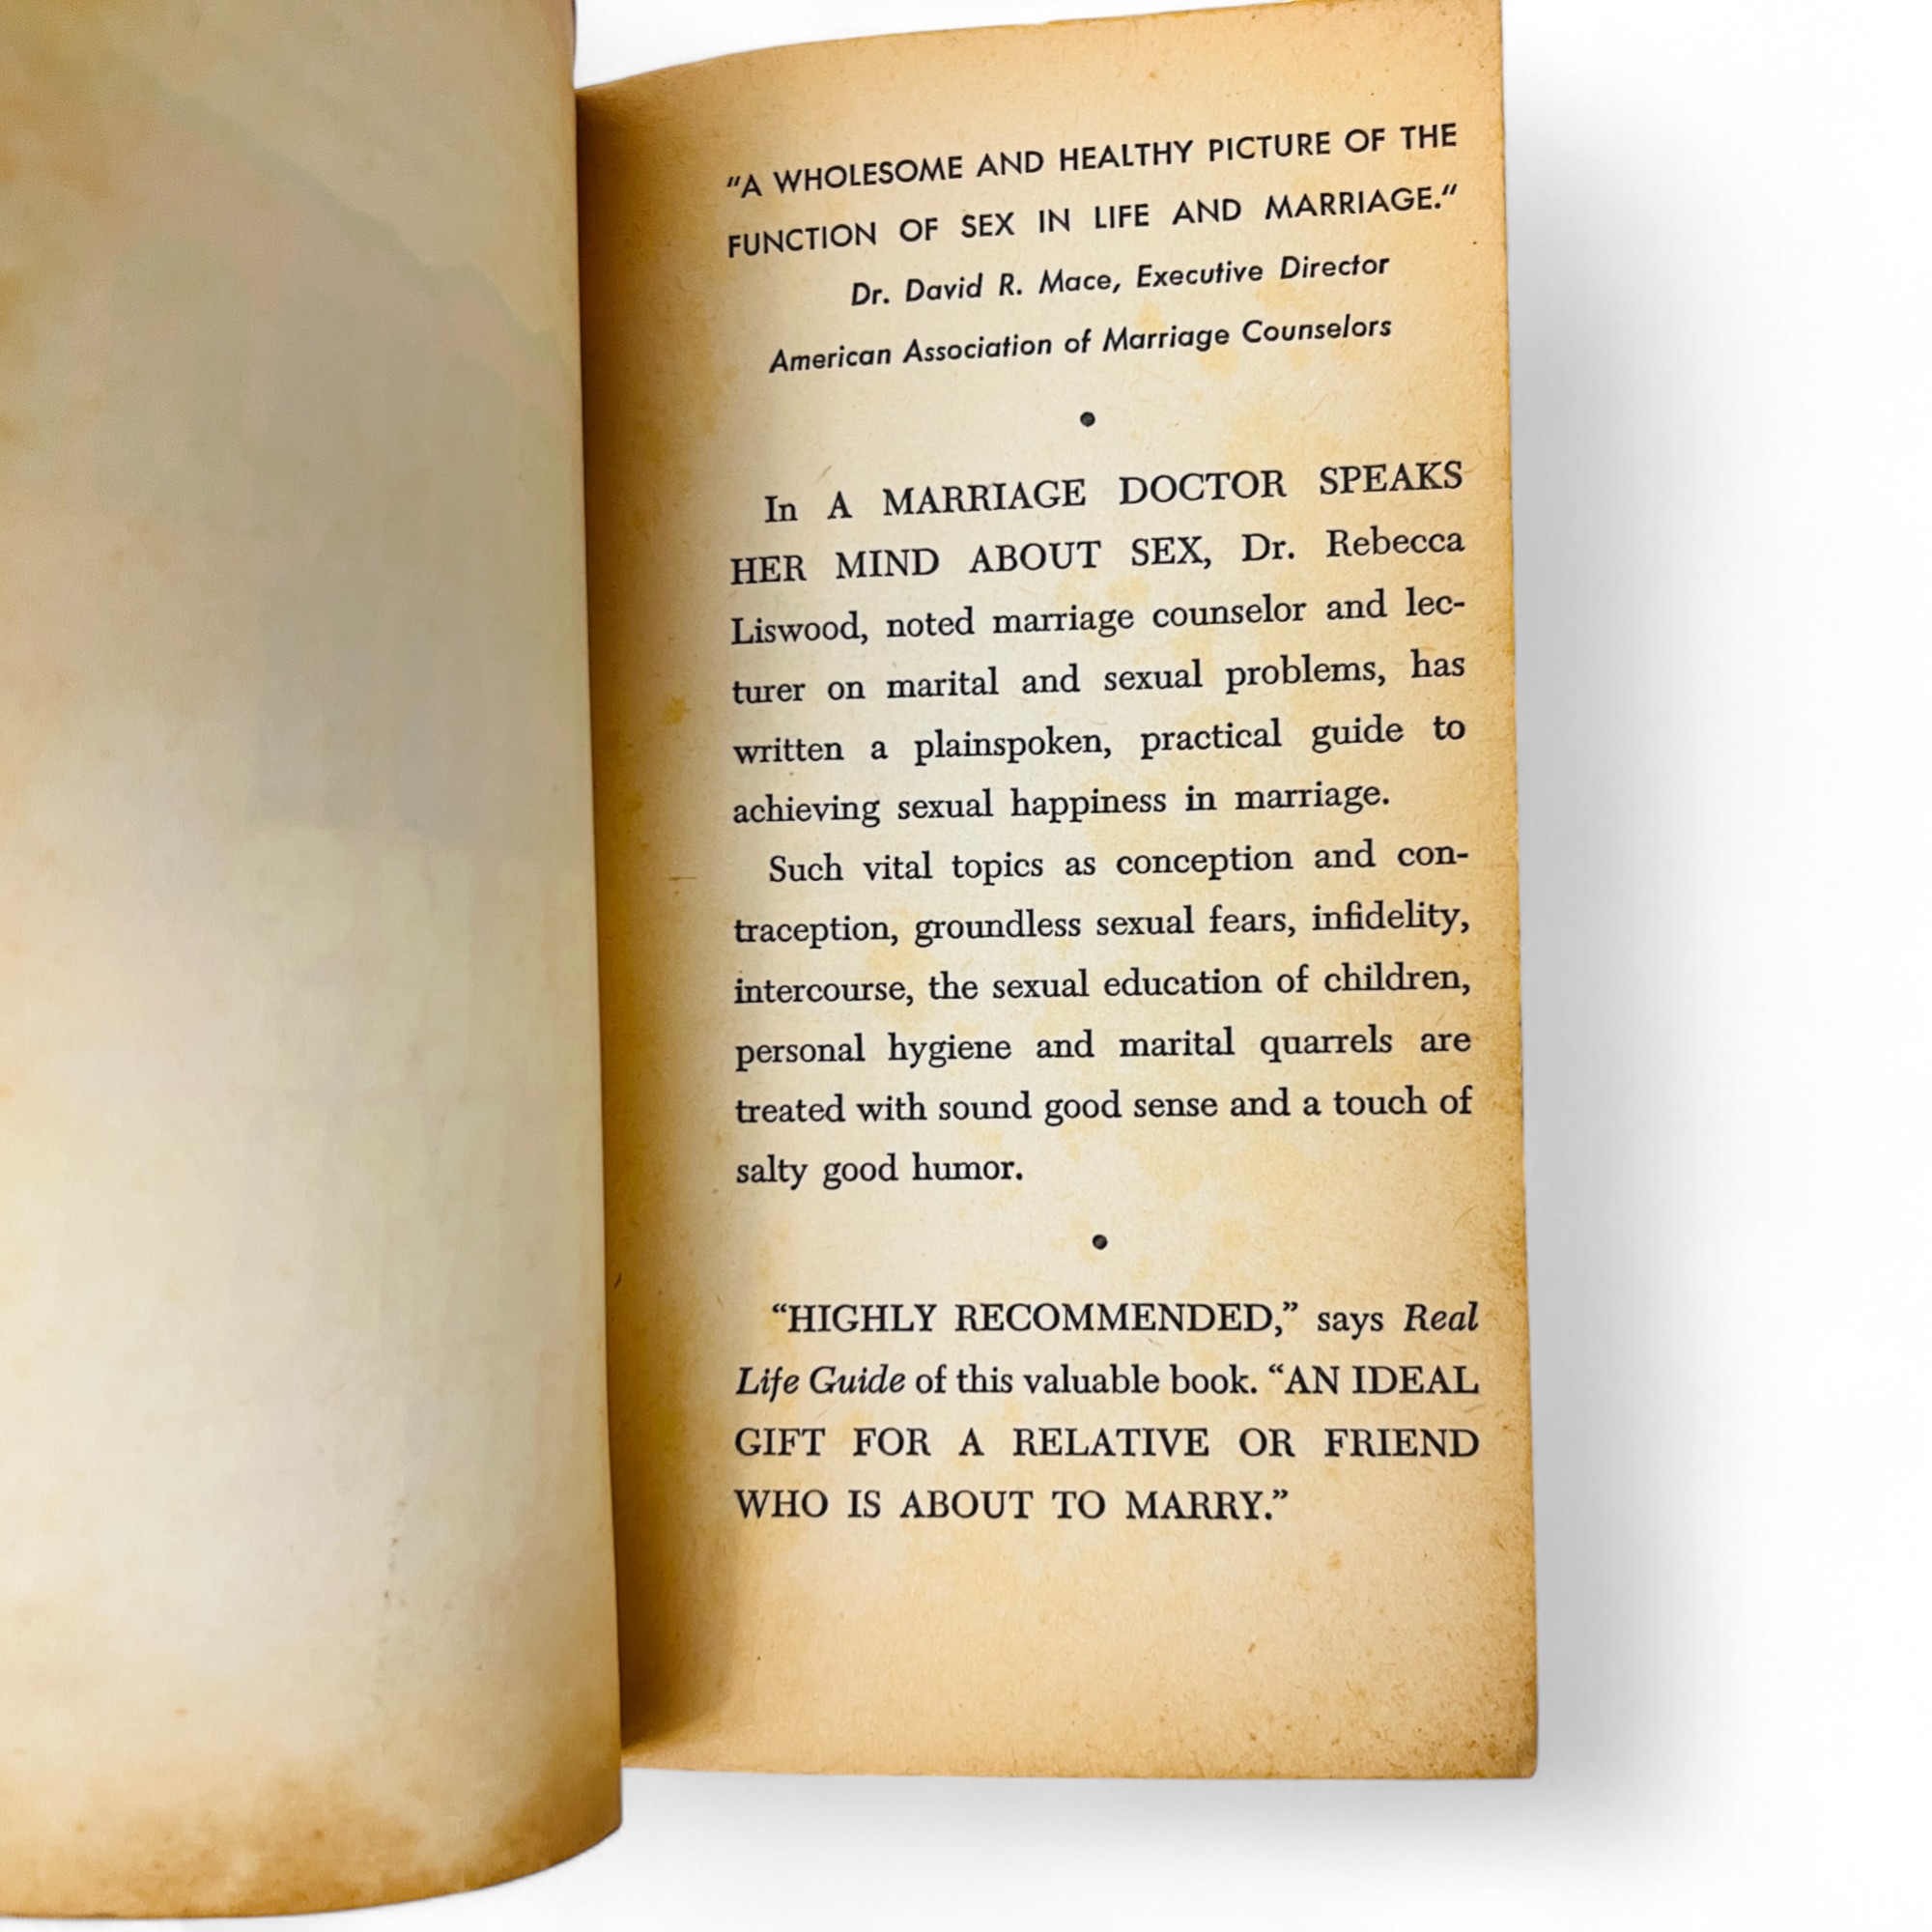 "A WHOLESOME AND HEALTHY PICTURE OF THE
FUNCTION OF SEX IN LIFE AND MARRIAGE."
Dr. David R. Mace, Executive Director
American Association of Marriage Counselors
•
In A MARRIAGE DOCTOR SPEAKS
HER MIND ABOUT SEX, Dr. Rebecca
Liswood, noted marriage counselor and lec-
turer on marital and sexual problems, has
written a plainspoken, practical guide to
achieving sexual happiness in marriage.
Such vital topics as conception and con-
traception, groundless sexual fears, infidelity,
intercourse, the sexual education of children,
personal hygiene and marital quarrels are
treated with sound good sense and a touch of
salty good humor.
•
“HIGHLY RECOMMENDED,” says Real
Life Guide of this valuable book. “AN IDEAL
GIFT FOR A RELATIVE OR FRIEND
WHO IS ABOUT TO MARRY.”